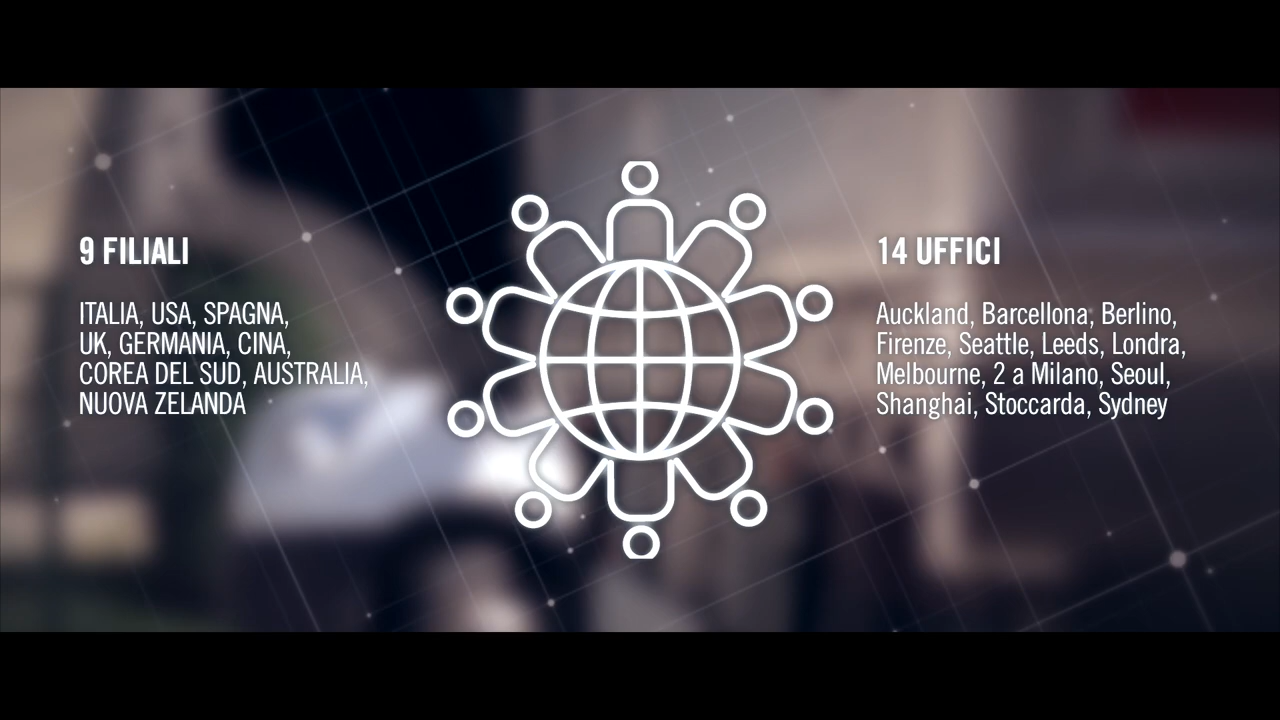 9 FILIALI
ITALIA, USA, SPAGNA,
UK, GERMANIA, CINA,
COREA DEL SUD, AUSTRALIA,
NUOVA ZELANDA
14 UFFICI
Auckland, Barcellona, Berlino,
Firenze, Seattle, Leeds, Londra,
Melbourne, 2 a Milano, Seoul,
Shanghai, Stoccarda, Sydney